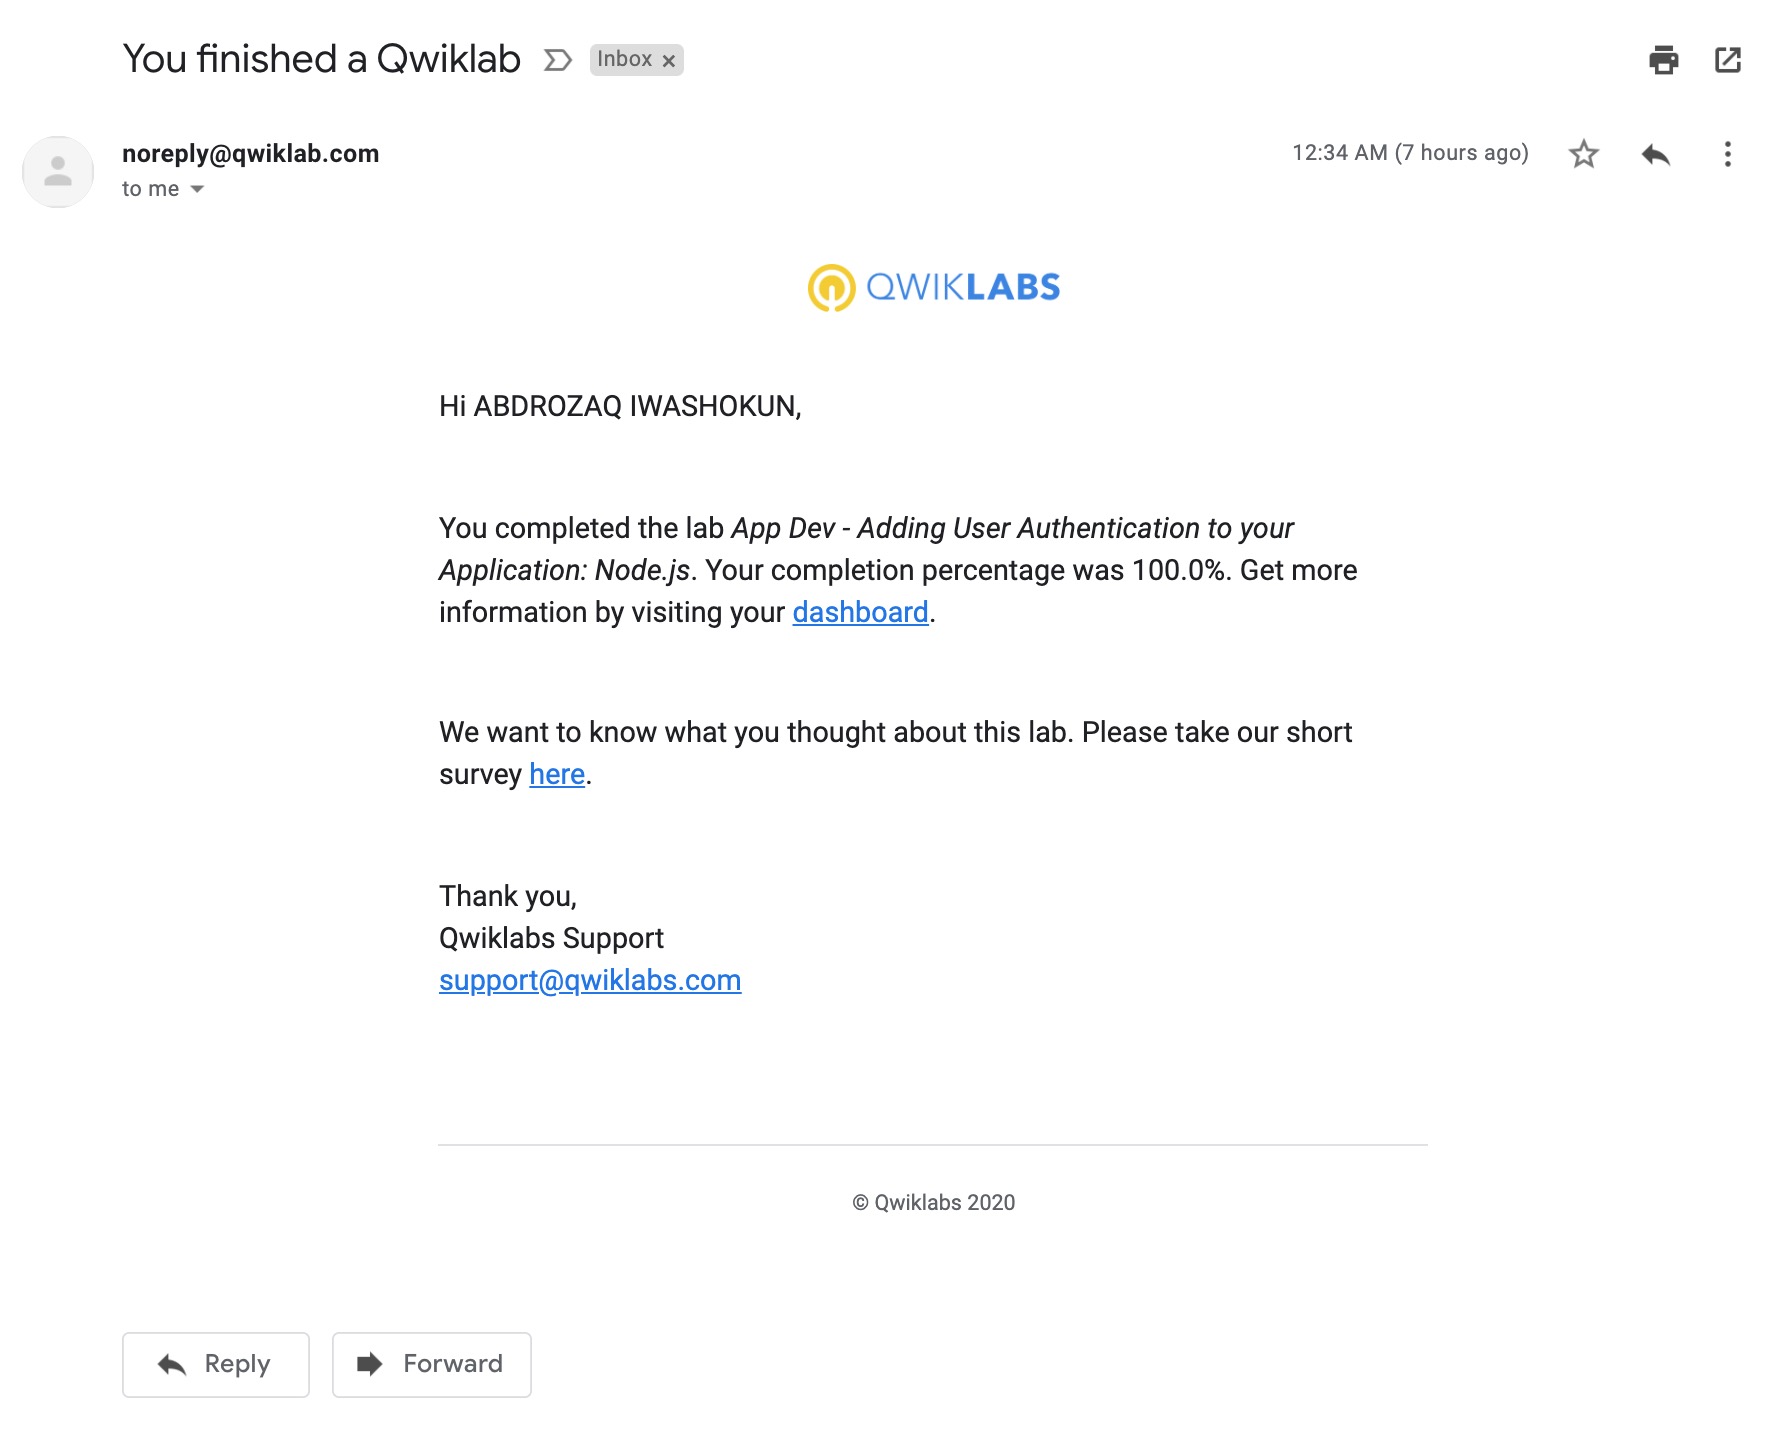 You finished a Qwiklab
Inbox x
noreply@qwiklab.com
12:34 AM (7 hours ago)
to me
QWIKLABS
Hi ABDROZAQ IWASHOKUN,
You completed the lab App Dev - Adding User Authentication to your
Application: Node.js. Your completion percentage was 100.0%. Get more
information by visiting your dashboard.
We want to know what you thought about this lab. Please take our short
survey here.
Thank you,
Qwiklabs Support
support@qwiklabs.com
© Qwiklabs 2020
Reply
Forward